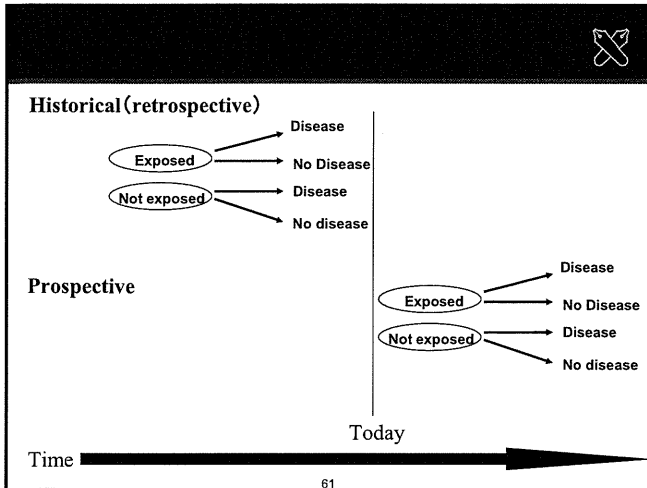 Historical(retrospective)
Disease
Exposed
No Disease
Not exposed
Disease
No disease
Prospective
Disease
Exposed
No Disease
Not exposed
Disease
No disease
Today
Time
61